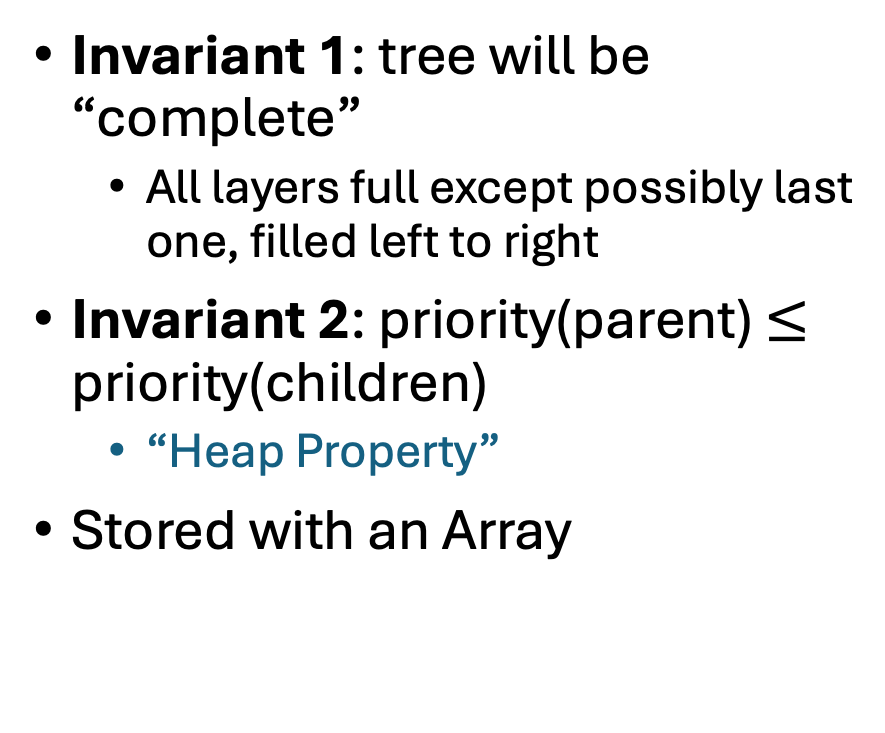 • Invariant 1: tree will be
“complete”
• All layers full except possibly last
one, filled left to right
• Invariant 2: priority(parent) ≤
priority(children)
• “Heap Property”
• Stored with an Array